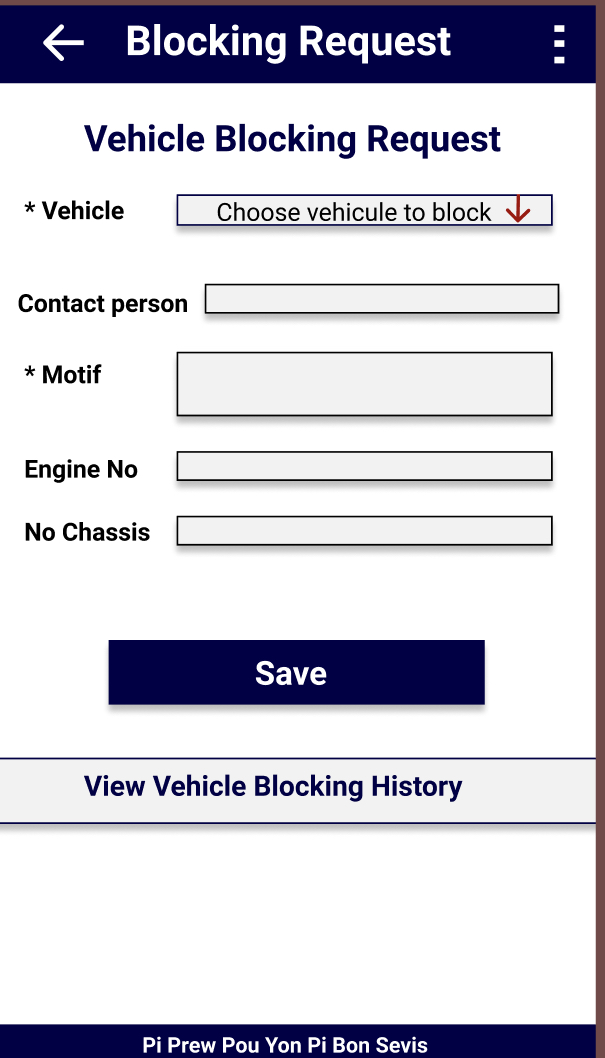 Blocking Request
Vehicle Blocking Request
* Vehicle
Choose vehicule to block
Contact person
* Motif
Engine No
No Chassis
Save
View Vehicle Blocking History
Pi Prew Pou Yon Pi Bon Sevis